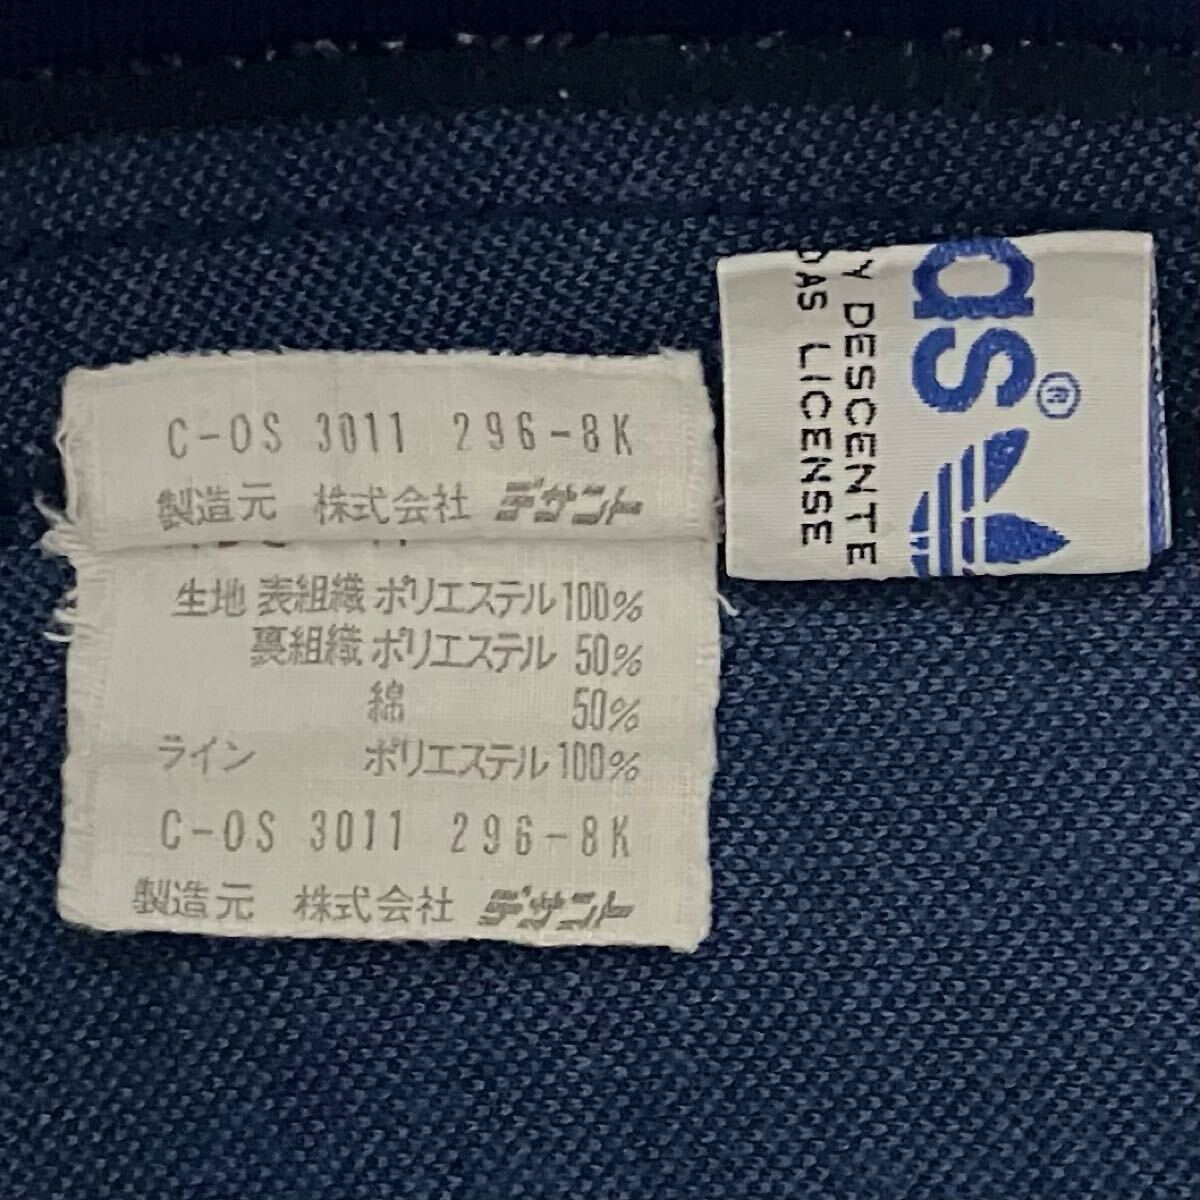 C-OS 3011 296-8K
製造元 株式会社 デサント
生地 表組織 ポリエステル 100%
裏組織 ポリエステル 50%
綿 50%
ライン ポリエステル 100%
C-OS 3011 296-8K
製造元 株式会社 デサント
as®
Y DESCENTE
DAS LICENSE